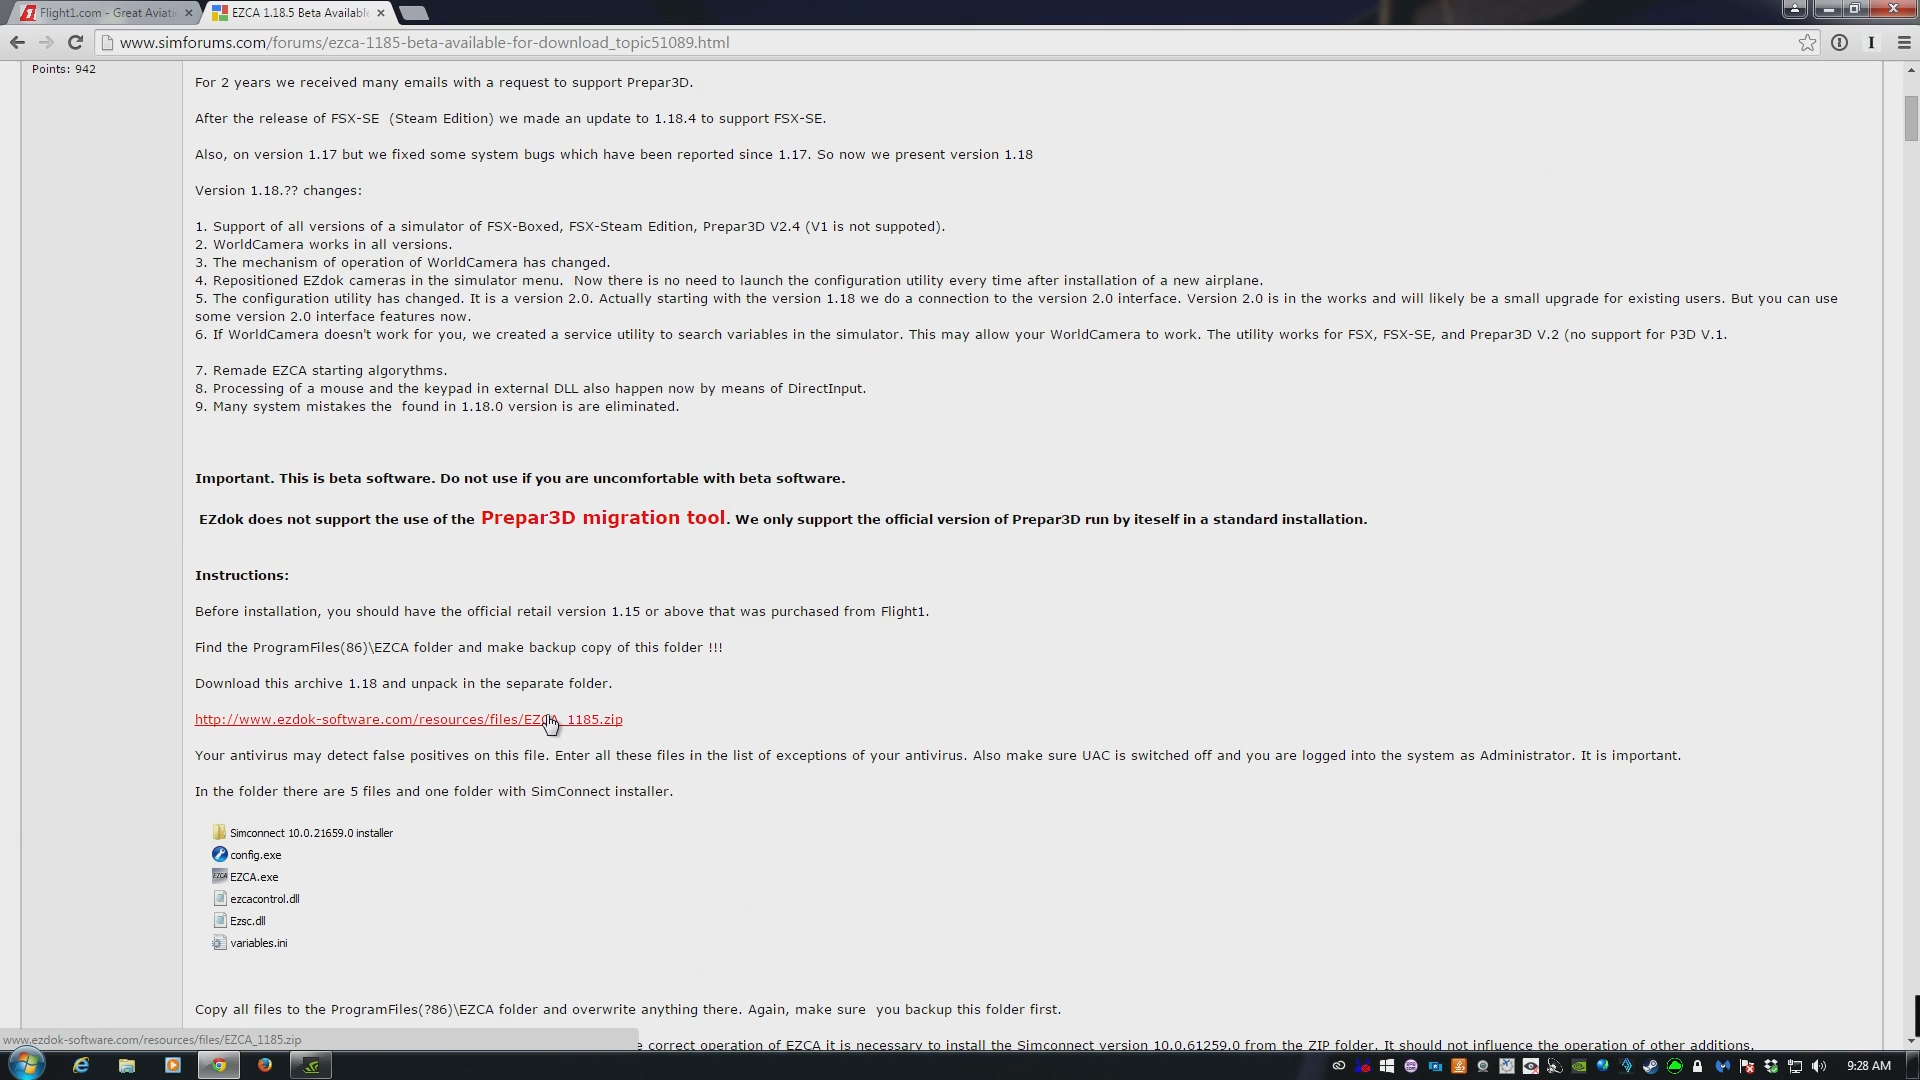 Flight1.com - Great Aviati
EZCA 1.18.5 Beta Available
www.simforums.com/forums/ezca-1185-beta-available-for-download_topic51089.html
Points: 942
For 2 years we received many emails with a request to support Prepar3D.
After the release of FSX-SE (Steam Edition) we made an update to 1.18.4 to support FSX-SE.
Also, on version 1.17 but we fixed some system bugs which have been reported since 1.17. So now we present version 1.18
Version 1.18.?? changes:
1. Support of all versions of a simulator of FSX-Boxed, FSX-Steam Edition, Prepar3D V2.4 (V1 is not suppoted).
2. WorldCamera works in all versions.
3. The mechanism of operation of WorldCamera has changed.
4. Repositioned EZdok cameras in the simulator menu. Now there is no need to launch the configuration utility every time after installation of a new airplane.
5. The configuration utility has changed. It is a version 2.0. Actually starting with the version 1.18 we do a connection to the version 2.0 interface. Version 2.0 is in the works and will likely be a small upgrade for existing users. But you can use
some version 2.0 interface features now.
6. If WorldCamera doesn't work for you, we created a service utility to search variables in the simulator. This may allow your WorldCamera to work. The utility works for FSX, FSX-SE, and Prepar3D V.2 (no support for P3D V.1.
7. Remade EZCA starting algorythms.
8. Processing of a mouse and the keypad in external DLL also happen now by means of DirectInput.
9. Many system mistakes the found in 1.18.0 version is are eliminated.
Important. This is beta software. Do not use if you are uncomfortable with beta software.
EZdok does not support the use of the Prepar3D migration tool. We only support the official version of Prepar3D run by iteself in a standard installation.
Instructions:
Before installation, you should have the official retail version 1.15 or above that was purchased from Flight1.
Find the ProgramFiles(86)\EZCA folder and make backup copy of this folder !!!
Download this archive 1.18 and unpack in the separate folder.
http://www.ezdok-software.com/resources/files/EZCA_1185.zip
Your antivirus may detect false positives on this file. Enter all these files in the list of exceptions of your antivirus. Also make sure UAC is switched off and you are logged into the system as Administrator. It is important.
In the folder there are 5 files and one folder with SimConnect installer.
Simconnect 10.0.21659.0 installer
config.exe
EZCA EZCA.exe
ezcacontrol.dll
Ezsc.dll
variables.ini
Copy all files to the ProgramFiles(?86)\EZCA folder and overwrite anything there. Again, make sure you backup this folder first.
www.ezdok-software.com/resources/files/EZCA_1185.zip
e correct operation of EZCA it is necessary to install the Simconnect version 10.0.61259.0 from the ZIP folder. It should not influence the operation of other additions.
9:28 AM